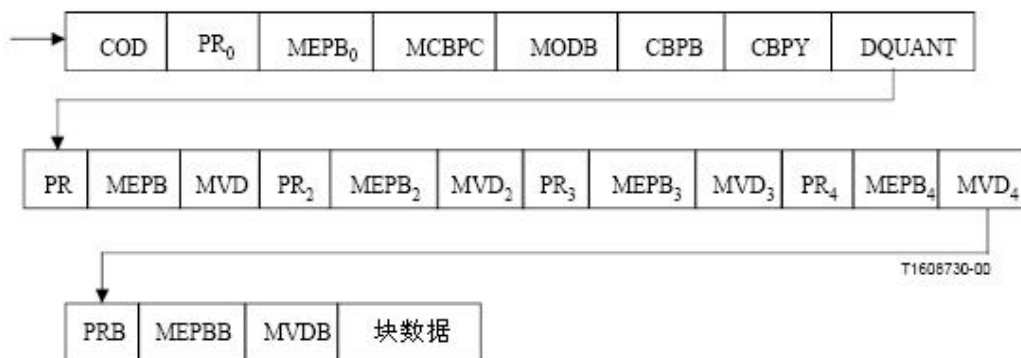 COD PR0 MEPB0 MCBPC MODB CBPB CBPY DQUANT
PR MEPB MVD PR2 MEPB2 MVD2 PR3 MEPB3 MVD3 PR4 MEPB4 MVD4
T1608730-00
PRB MEPBB MVDB 块数据